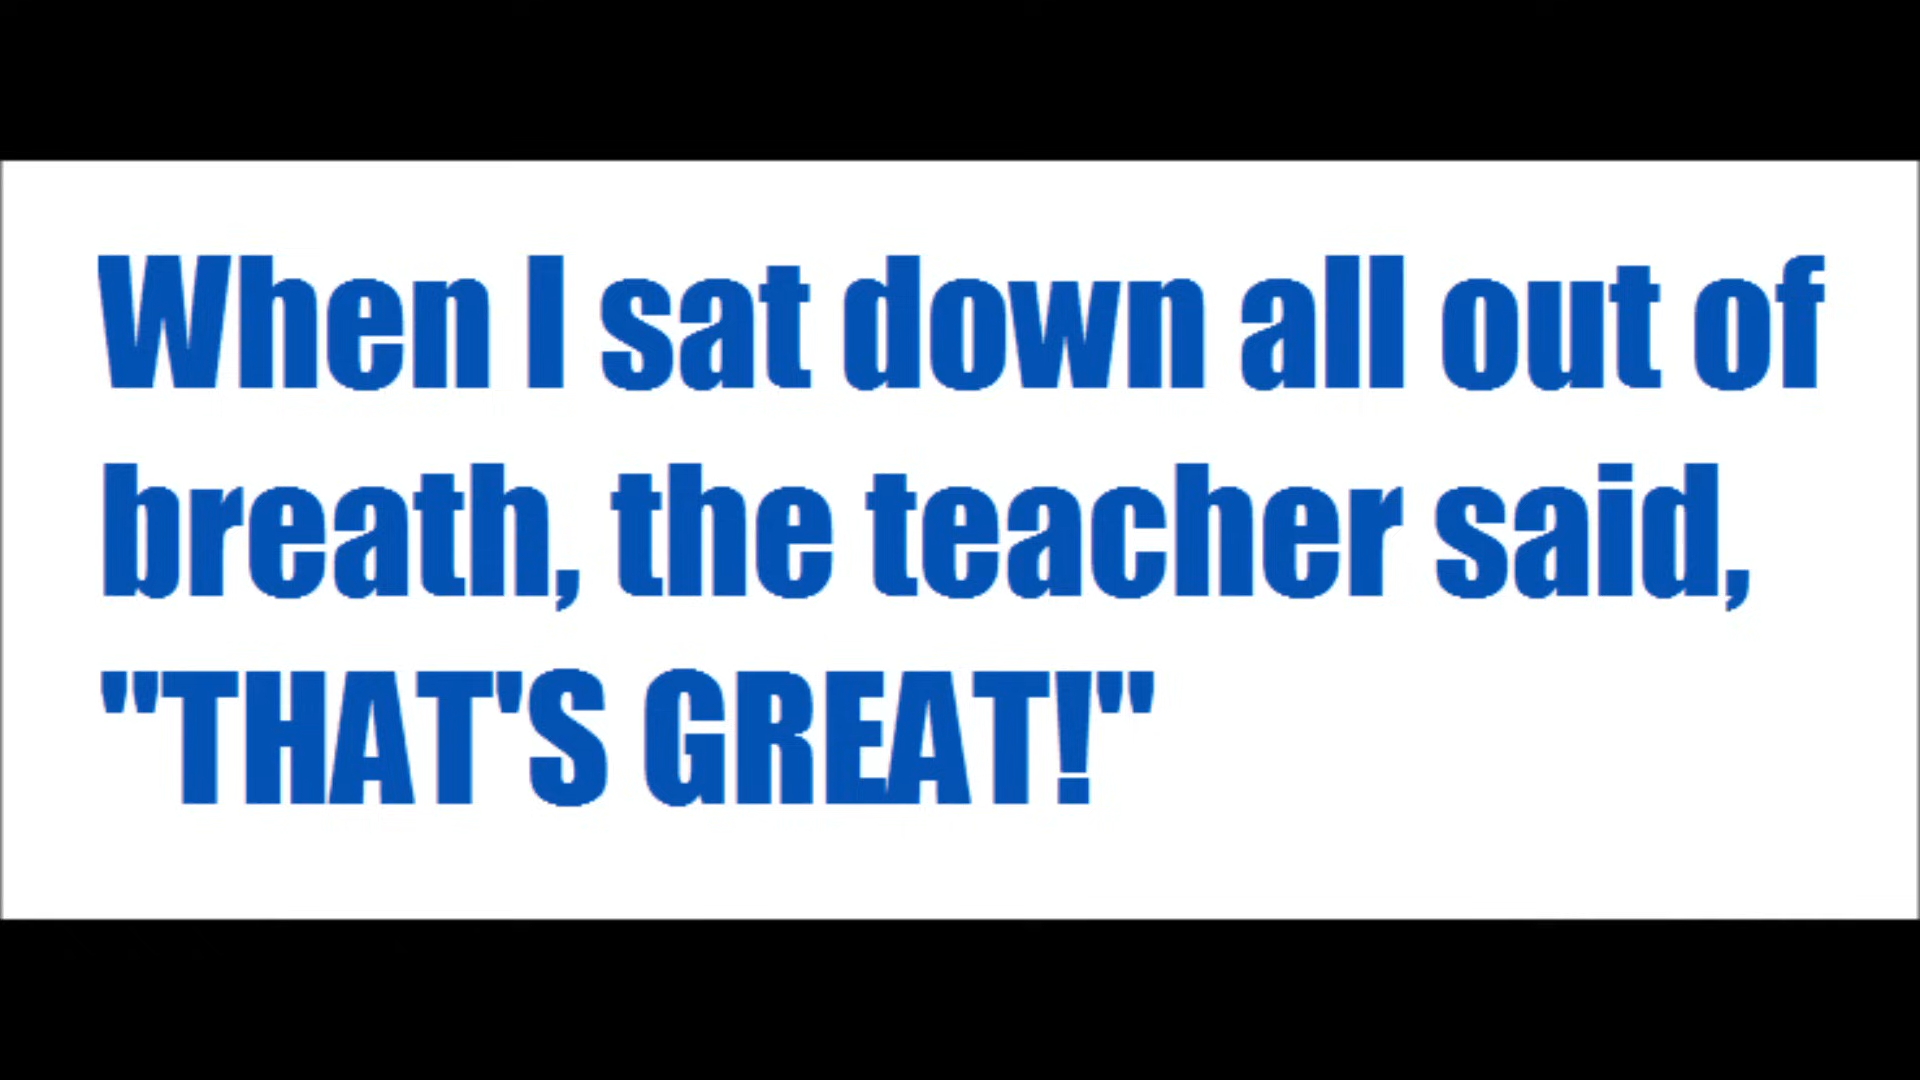 When I sat down all out of
breath, the teacher said,
"THAT'S GREAT!"